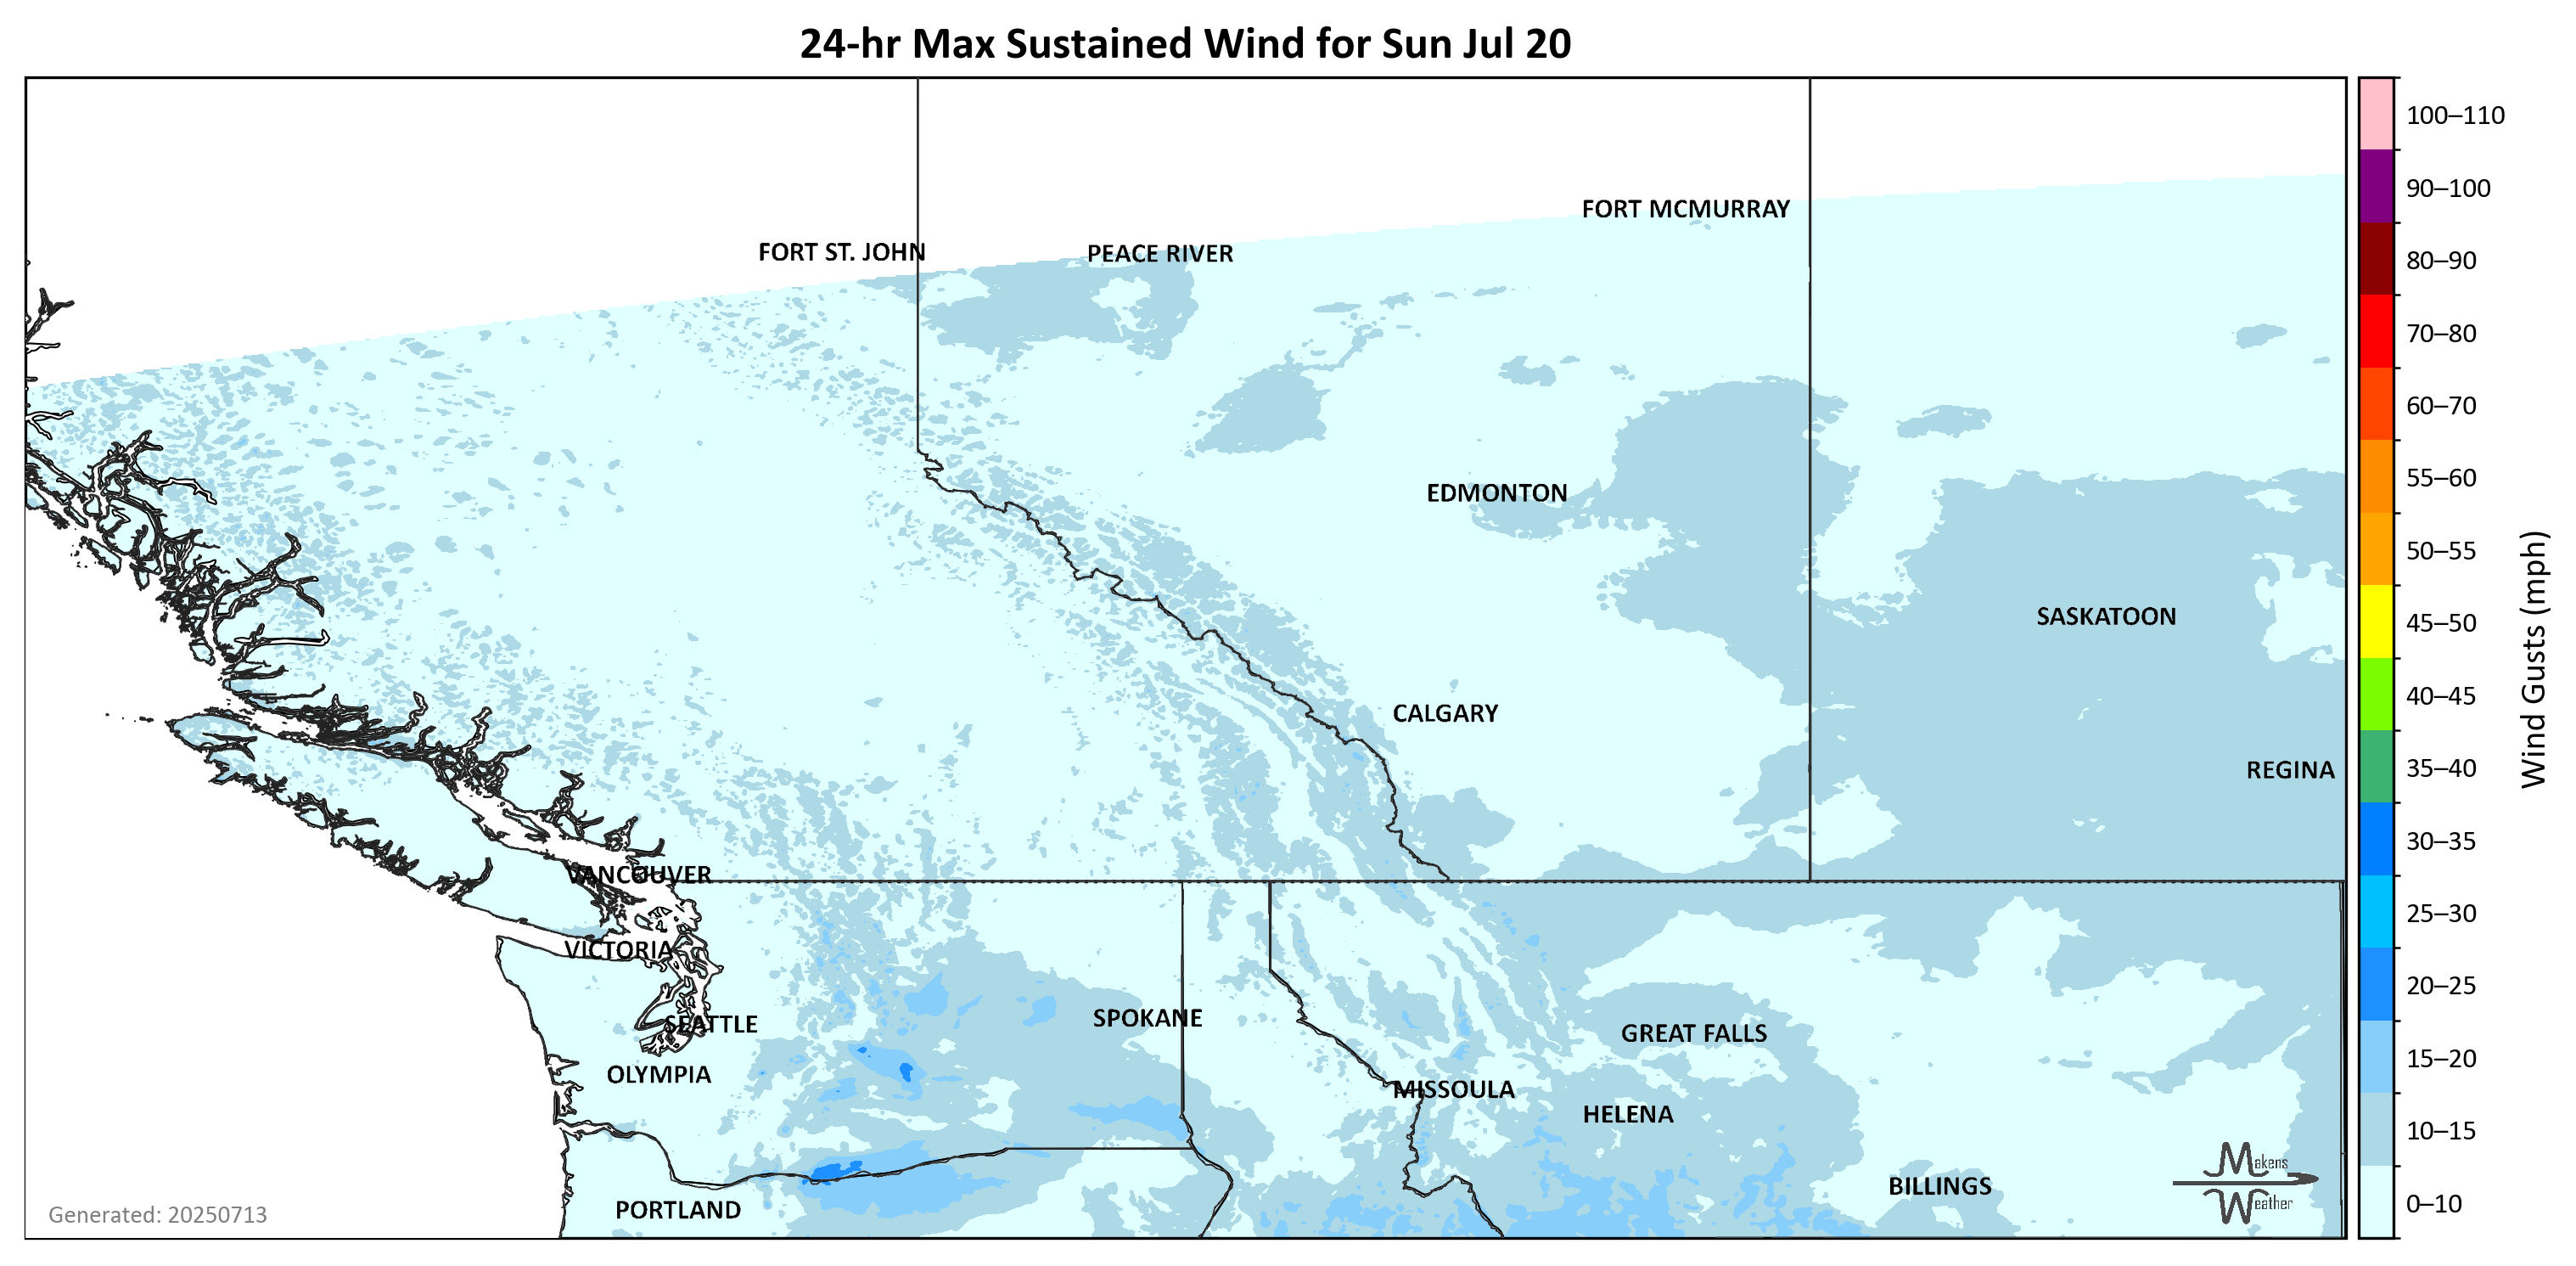 24-hr Max Sustained Wind for Sun Jul 20
100–110
FORT MCMURRAY
90–100
FORT ST. JOHN
PEACE RIVER
80–90
70–80
60–70
EDMONTON
55–60
50–55
SASKATOON
45–50
Wind Gusts (mph)
CALGARY
40–45
REGINA
35–40
30–35
VANCOUVER
25–30
VICTORIA
20–25
SPOKANE
SEATTLE
GREAT FALLS
15–20
OLYMPIA
MISSOULA
HELENA
10–15
Makens
Weather
BILLINGS
PORTLAND
0–10
Generated: 20250713